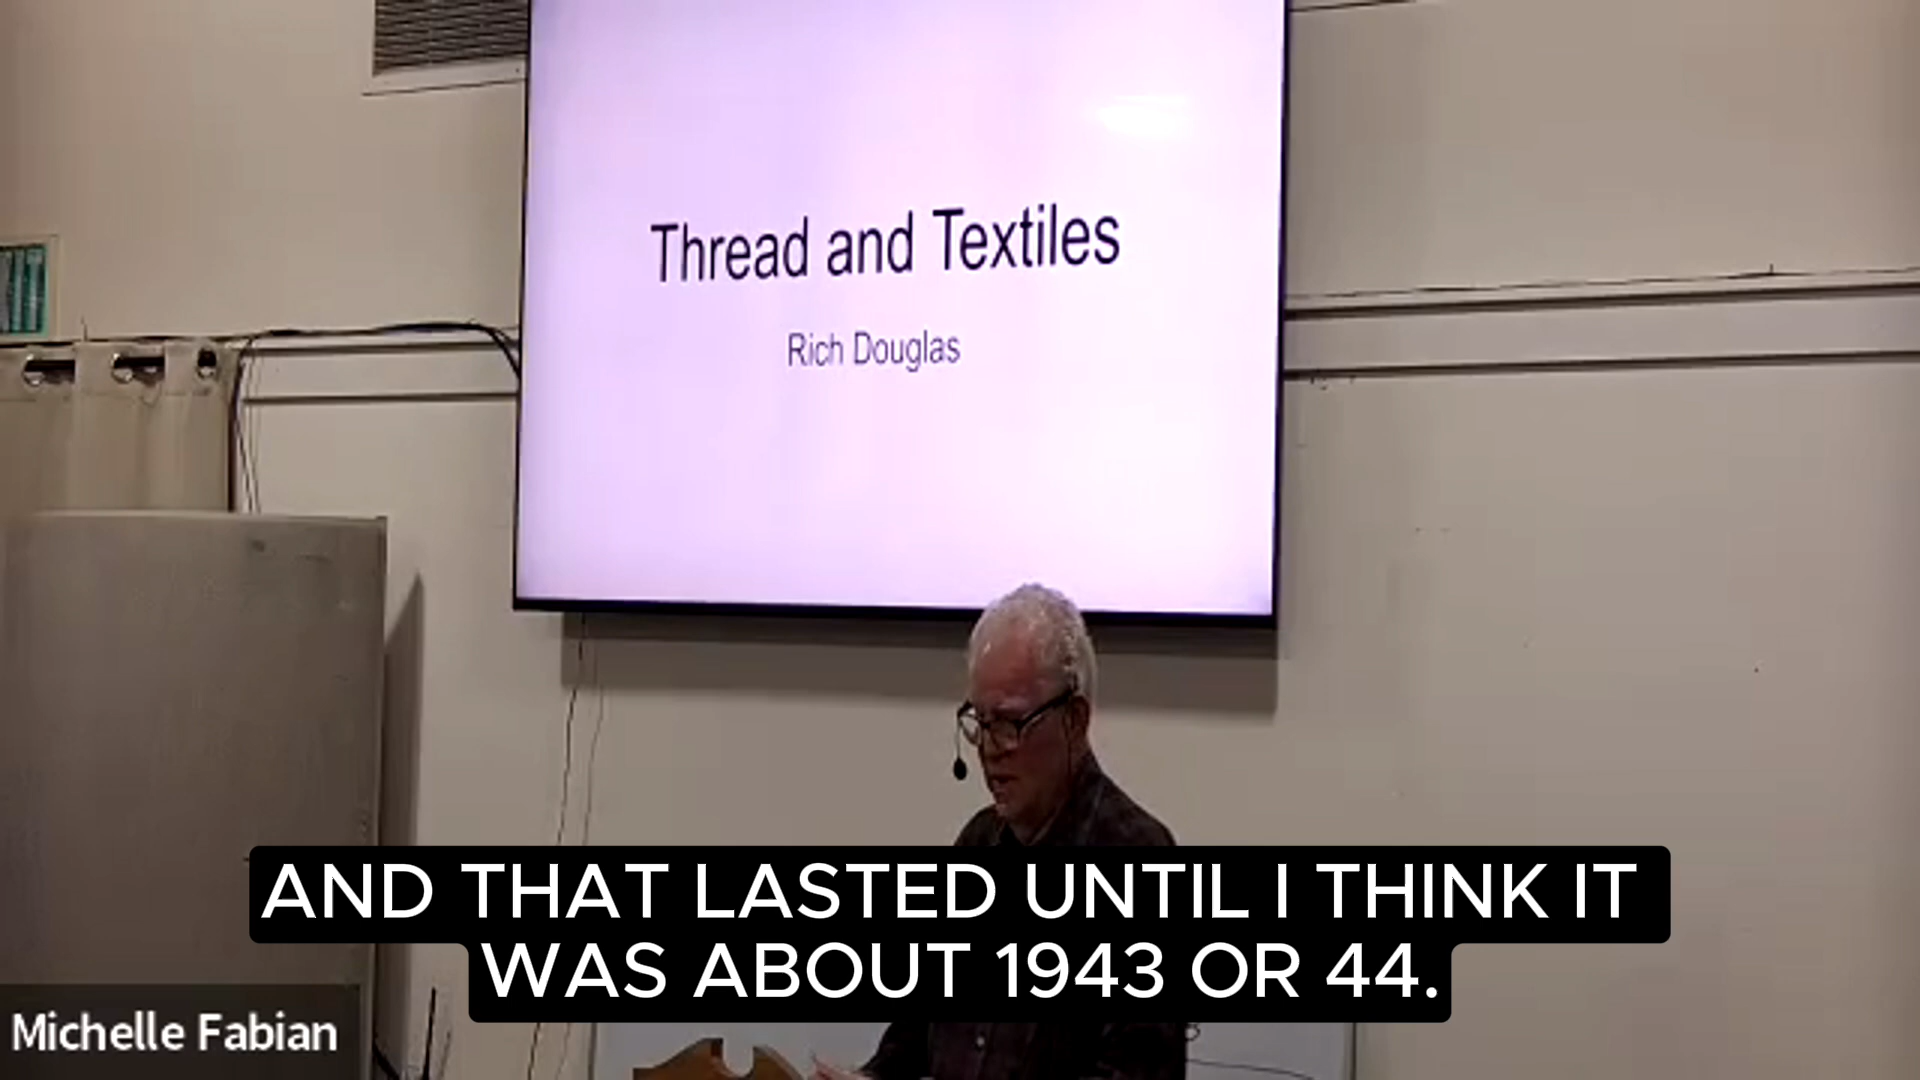 Thread and Textiles
Rich Douglas
AND THAT LASTED UNTIL I THINK IT
WAS ABOUT 1943 OR 44.
Michelle Fabian